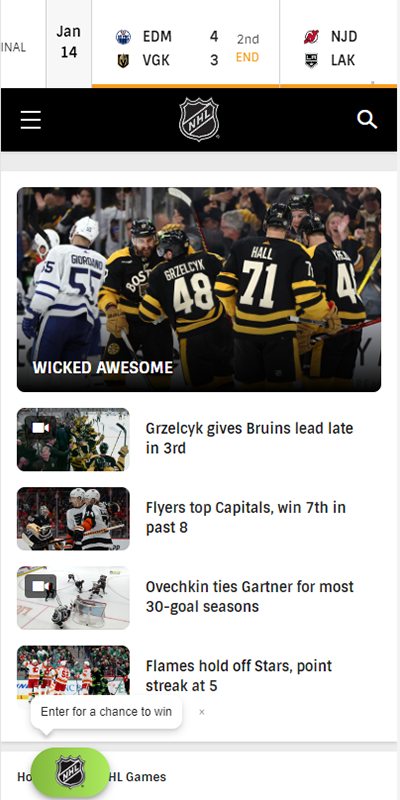 INAL
Jan
14
EDM 4
VGK 3
2nd
END
NJD
LAK
NHL
GIORDANO
55
BOST
GRZELCYK
48
HALL
71
WICKED AWESOME
Grzelcyk gives Bruins lead late
in 3rd
Flyers top Capitals, win 7th in
past 8
Ovechkin ties Gartner for most
30-goal seasons
Flames hold off Stars, point
streak at 5
Enter for a chance to win
×
Ho
NHL
HL Games